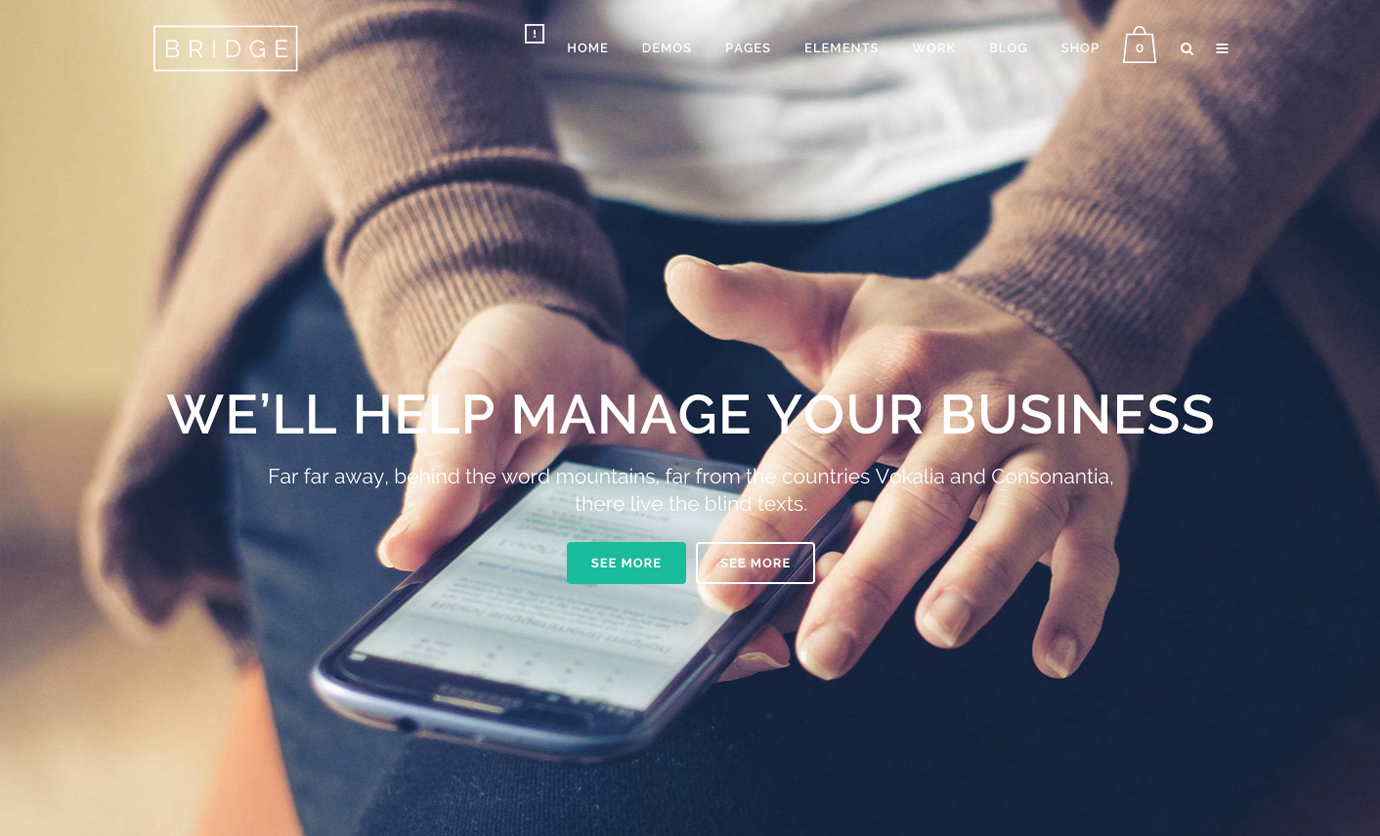 BRIDGE
! HOME DEMOS PAGES ELEMENTS WORK BLOG SHOP 0
WE’LL HELP MANAGE YOUR BUSINESS
Far far away, behind the word mountains, far from the countries Vokalia and Consonantia,
there live the blind texts.
SEE MORE SEE MORE